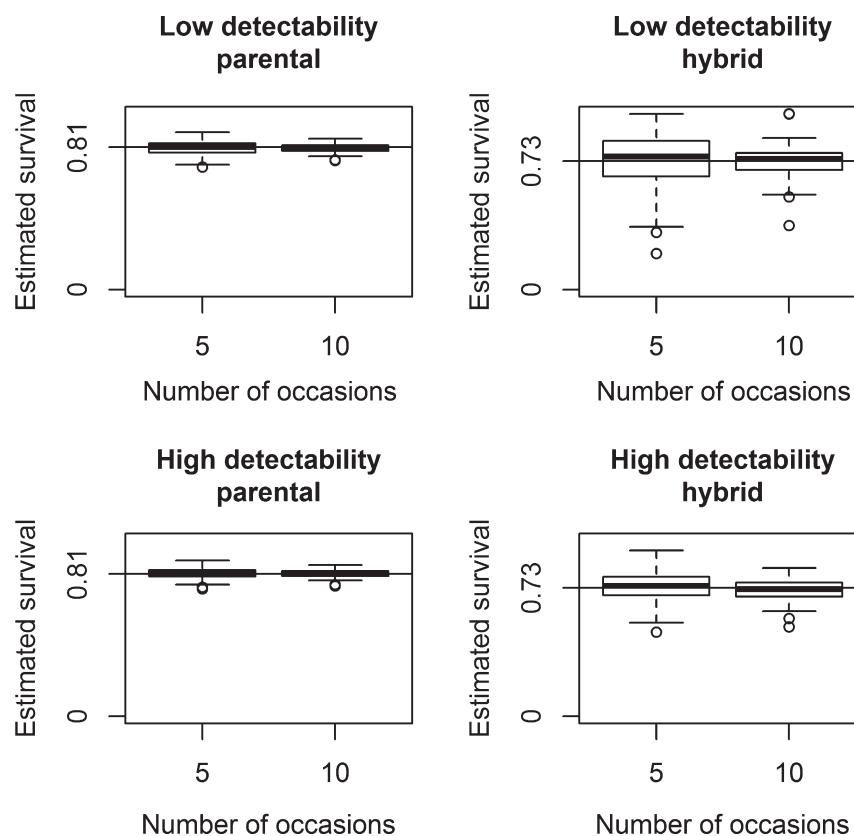 Low detectability
parental
Estimated survival
0.81
0
5 10
Number of occasions
Low detectability
hybrid
Estimated survival
0.73
0
5 10
Number of occasions
High detectability
parental
Estimated survival
0.81
0
5 10
Number of occasions
High detectability
hybrid
Estimated survival
0.73
0
5 10
Number of occasions